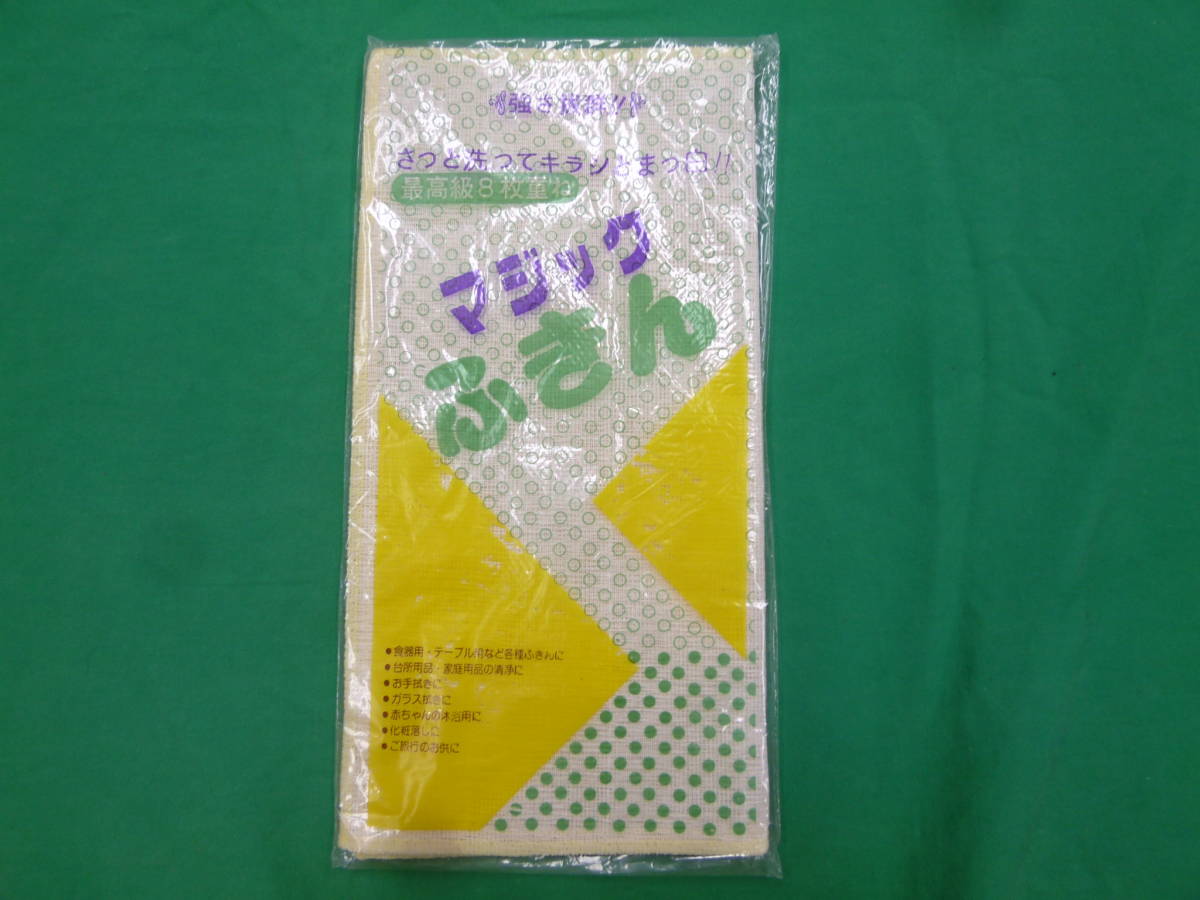 強さ抜群!!
さっと洗ってキラッとまっ白!!
最高級8枚重ね
マジック
ふきん
●食器用・テーブル用など各種ふきんに
●台所用品・家庭用品の清浄に
●お手拭きに
●ガラス拭きに
●赤ちゃんの沐浴用に
●化粧落しに
●ご旅行のお供に